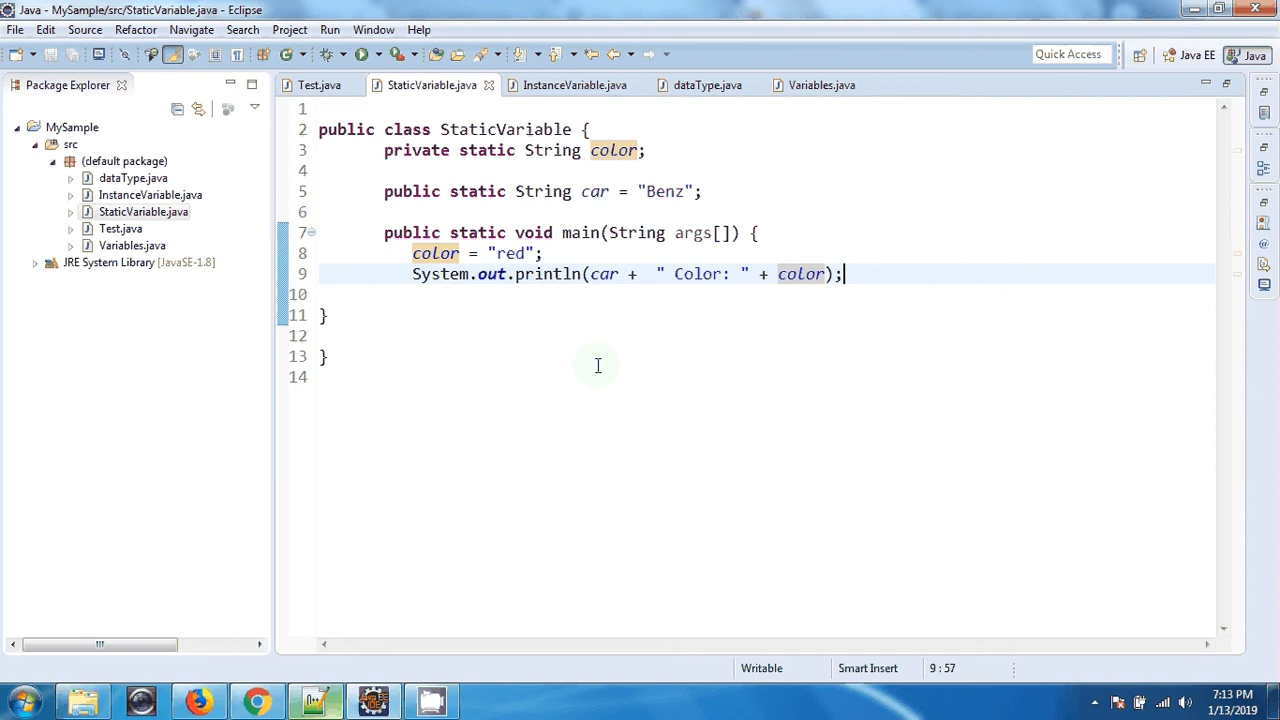 Java - MySample/src/StaticVariable.java - Eclipse
File Edit Source Refactor Navigate Search Project Run Window Help
Quick Access
Java EE
Java
Package Explorer
MySample
src
(default package)
dataType.java
InstanceVariable.java
StaticVariable.java
Test.java
Variables.java
JRE System Library [JavaSE-1.8]
Test.java StaticVariable.java InstanceVariable.java dataType.java Variables.java
1
2 public class StaticVariable {
3 private static String color;
4
5 public static String car = "Benz";
6
7 public static void main(String args[]) {
8 color = "red";
9 System.out.println(car + " Color: " + color);
10
11 }
12
13 }
14
Writable Smart Insert 9 : 57
7:13 PM
1/13/2019